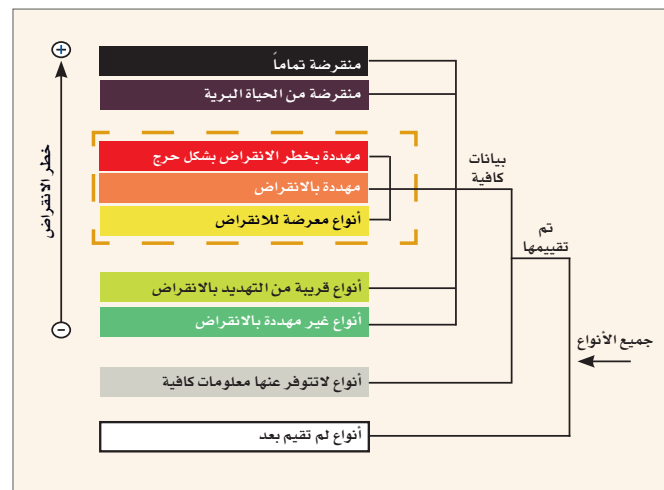 منقرضة تماماً
منقرضة من الحياة البرية
مهددة بخطر الانقراض بشكل حرج
مهددة بالانقراض
أنواع معرضة للانقراض
أنواع قريبة من التهديد بالانقراض
أنواع غير مهددة بالانقراض
أنواع لاتتوفر عنها معلومات كافية
أنواع لم تقيم بعد
بيانات
كافية
تم
تقييمها
جميع الأنواع
خطر الانقراض
+
−